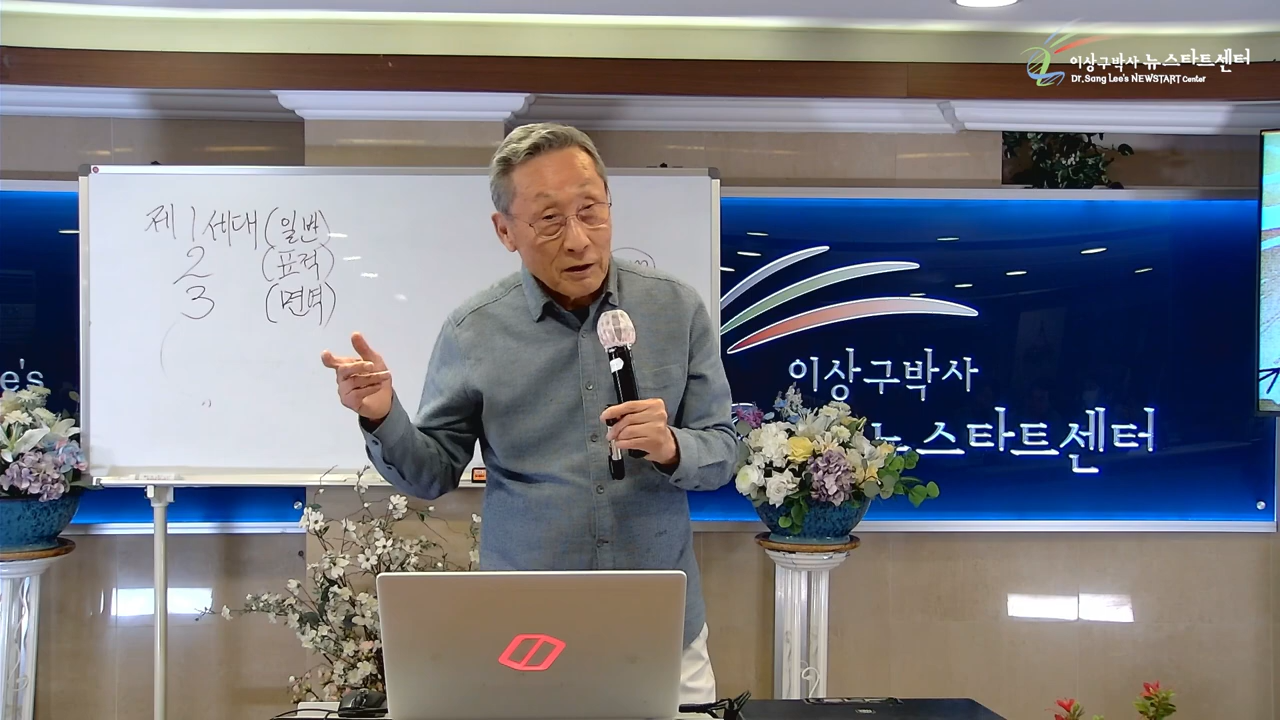 이상구박사 뉴스타트센터
Dr. Sang Lee's NEWSTART Center
제 1 세대 (일반)
2 (표적)
3 (면역)
e's
이상구박사
뉴스타트센터